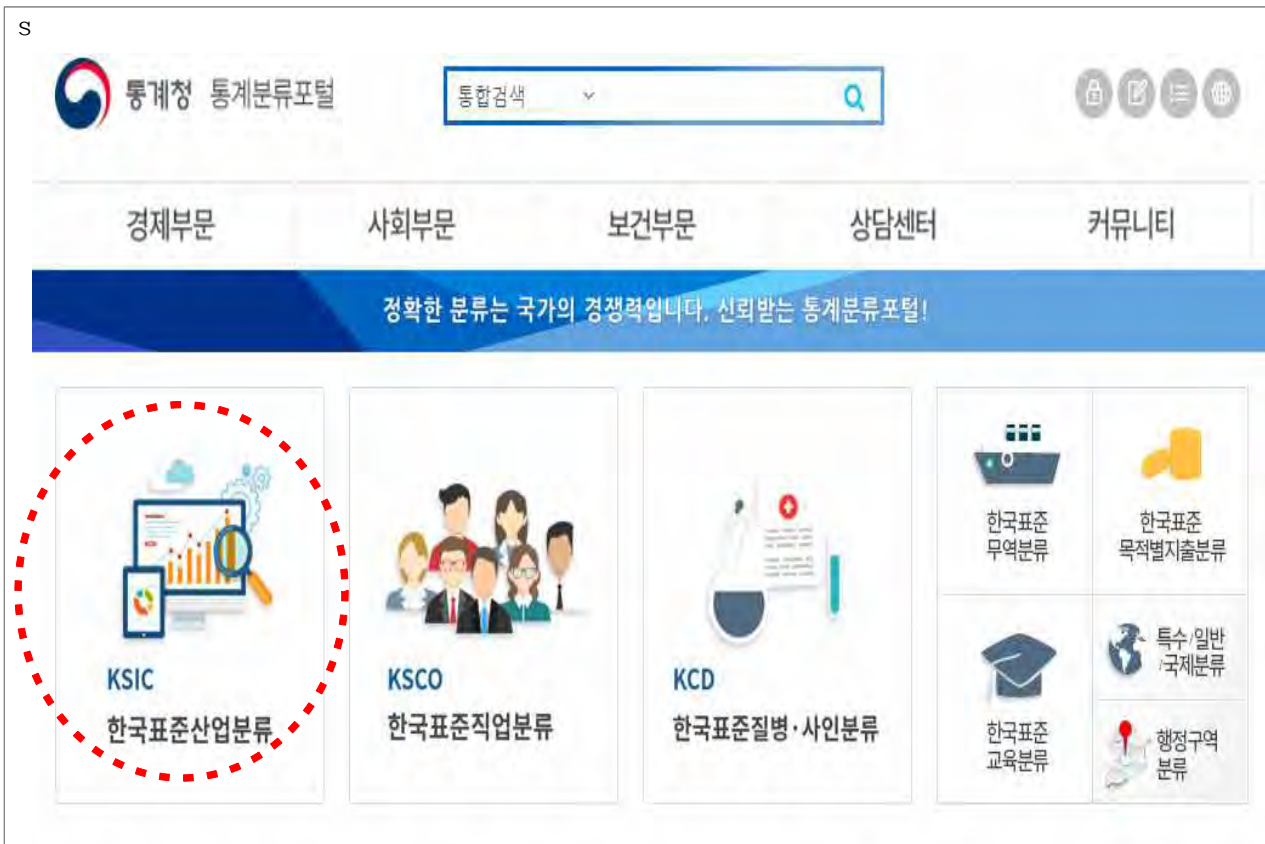 s
통계청 통계분류포털
통합검색
경제부문 사회부문 보건부문 상담센터 커뮤니티
정확한 분류는 국가의 경쟁력입니다, 신뢰받는 통계분류포털!
KSIC
한국표준산업분류
KSCO
한국표준직업분류
KCD
한국표준질병·사인분류
한국표준
무역분류
한국표준
목적별지출분류
한국표준
교육분류
특수/일반
/국제분류
행정구역
분류